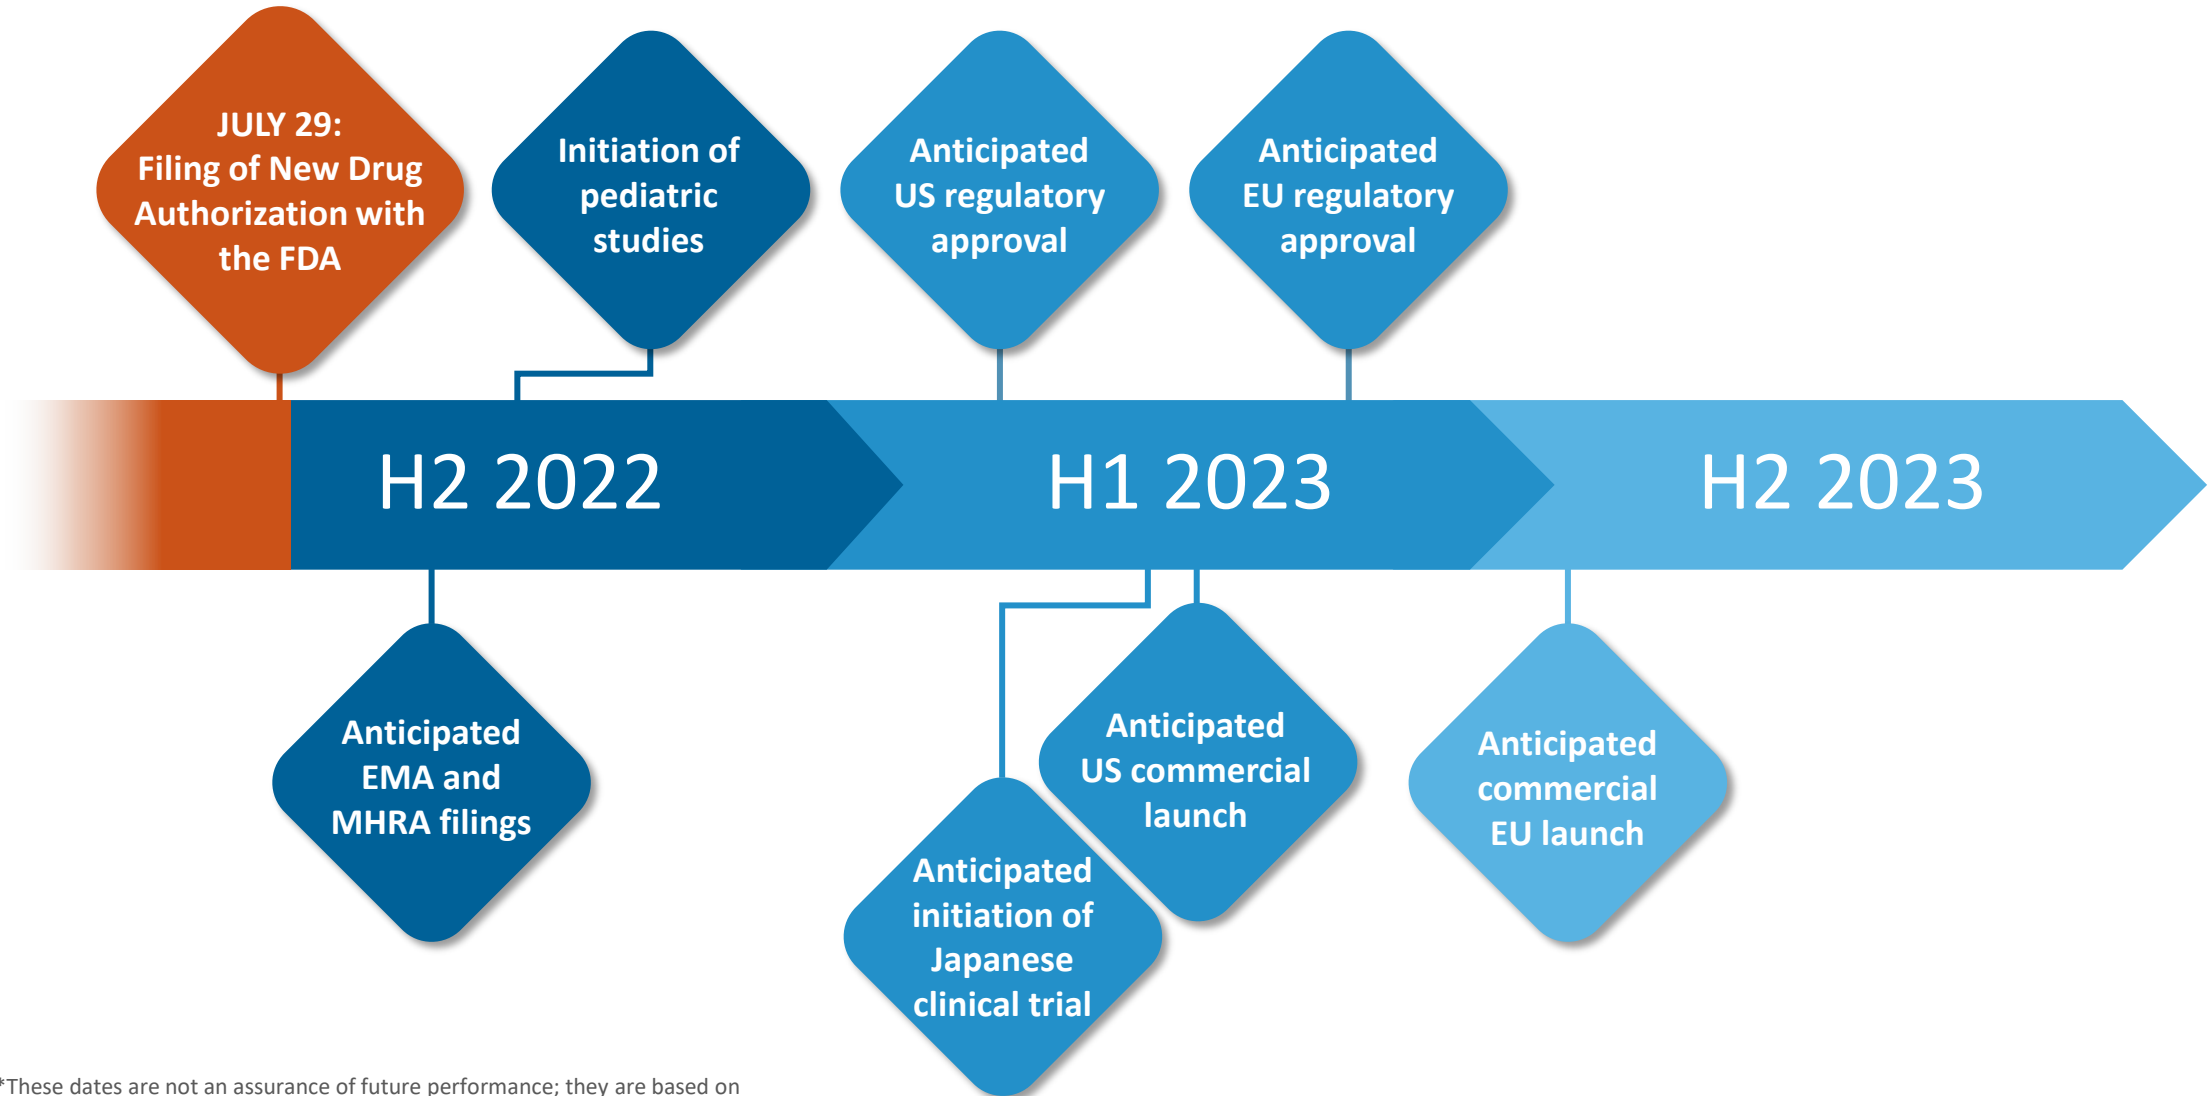 JULY 29:
Filing of New Drug
Authorization with
the FDA
Initiation of
pediatric
studies
Anticipated
US regulatory
approval
Anticipated
EU regulatory
approval
H2 2022
H1 2023
H2 2023
Anticipated
EMA and
MHRA filings
Anticipated
initiation of
Japanese
clinical trial
Anticipated
US commercial
launch
Anticipated
commercial
EU launch
*These dates are not an assurance of future performance; they are based on